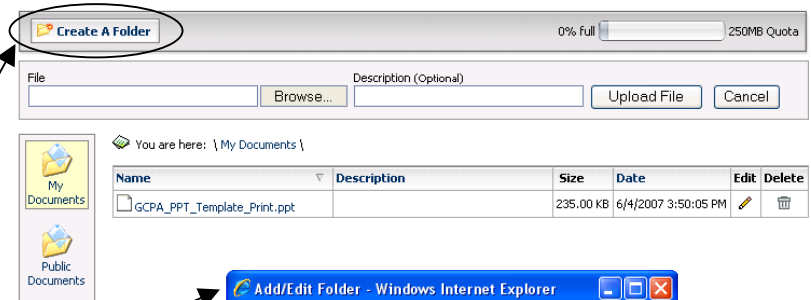 Create A Folder 0% full 250MB Quota
File Description (Optional)
Browse... Upload File Cancel
You are here: \ My Documents \
My
Documents
Name Description Size Date Edit Delete
GCPA_PPT_Template_Print.ppt 235.00 KB 6/4/2007 3:50:05 PM
Public
Documents
Add/Edit Folder - Windows Internet Explorer